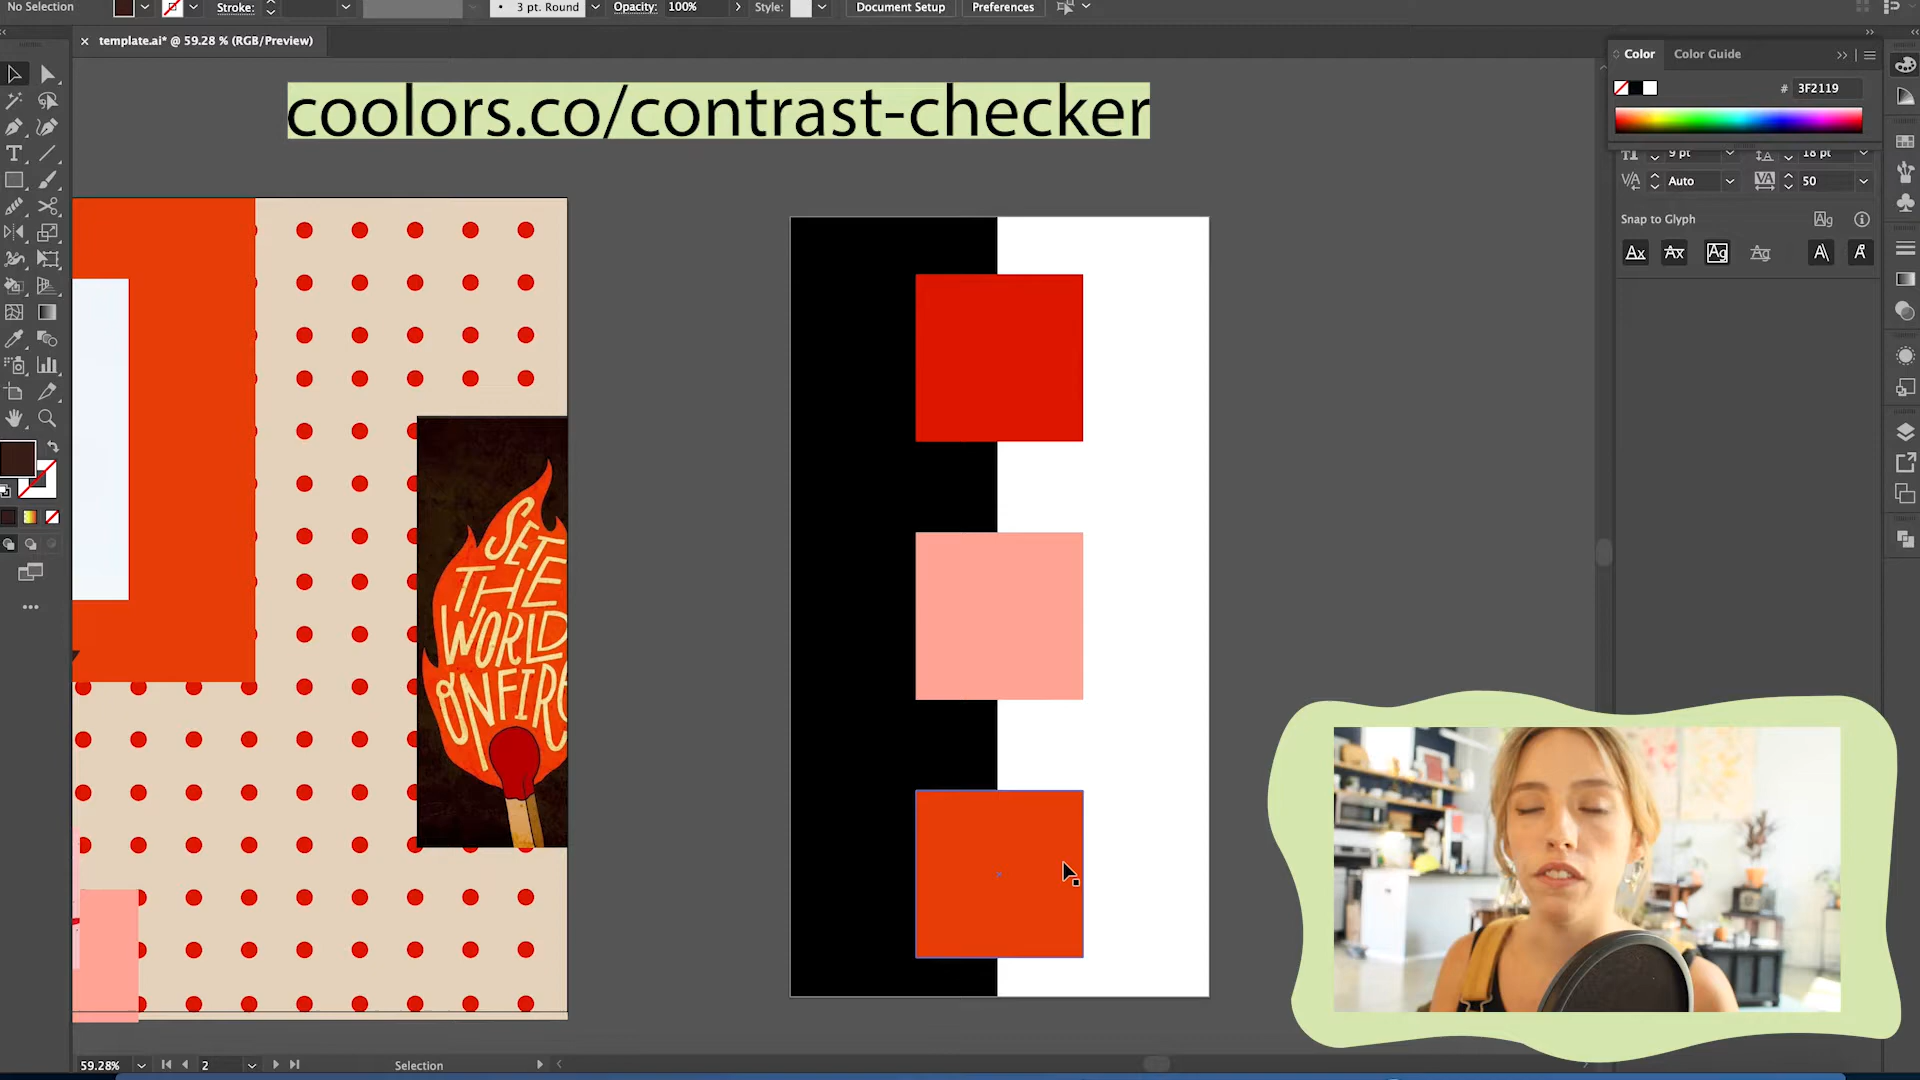 No Selection
Stroke:
3 pt. Round
Opacity: 100%
Style:
Document Setup
Preferences
template.ai* @ 59.28 % (RGB/Preview)
coolors.co/contrast-checker
Color
Color Guide
# 3F2119
9 pt
18 pt
Auto
50
Snap to Glyph
SET
THE
WORLD
ON FIRE
59.28%
2
Selection